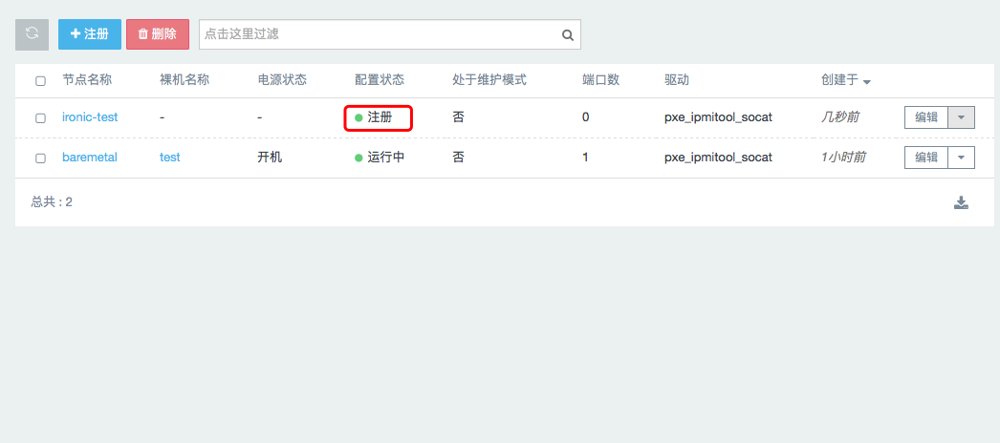 注册 删除 点击这里过滤
节点名称 裸机名称 电源状态 配置状态 处于维护模式 端口数 驱动 创建于
ironic-test - - 注册 否 0 pxe_ipmitool_socat 几秒前 编辑
baremetal test 开机 运行中 否 1 pxe_ipmitool_socat 1小时前 编辑
总共 : 2